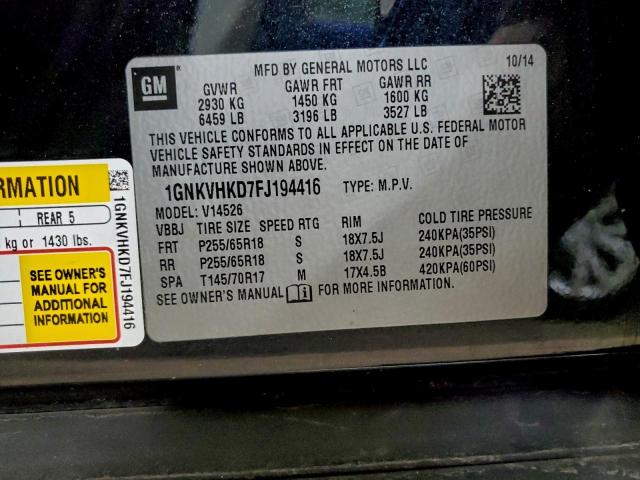 MFD BY GENERAL MOTORS LLC 10/14
GM
GVWR GAWR FRT GAWR RR
2930 KG 1450 KG 1600 KG
6459 LB 3196 LB 3527 LB
THIS VEHICLE CONFORMS TO ALL APPLICABLE U.S. FEDERAL MOTOR
VEHICLE SAFETY STANDARDS IN EFFECT ON THE DATE OF
MANUFACTURE SHOWN ABOVE.
1GNKVHKD7FJ194416 TYPE: M.P.V.
MODEL: V14526
VBBJ TIRE SIZE SPEED RTG RIM COLD TIRE PRESSURE
FRT P255/65R18 S 18X7.5J 240KPA(35PSI)
RR P255/65R18 S 18X7.5J 240KPA(35PSI)
SPA T145/70R17 M 17X4.5B 420KPA(60PSI)
SEE OWNER'S MANUAL FOR MORE INFORMATION.
RMATION
REAR 5
kg or 1430 lbs.
SEE OWNER'S
MANUAL FOR
ADDITIONAL
INFORMATION
1GNKVHKD7FJ194416